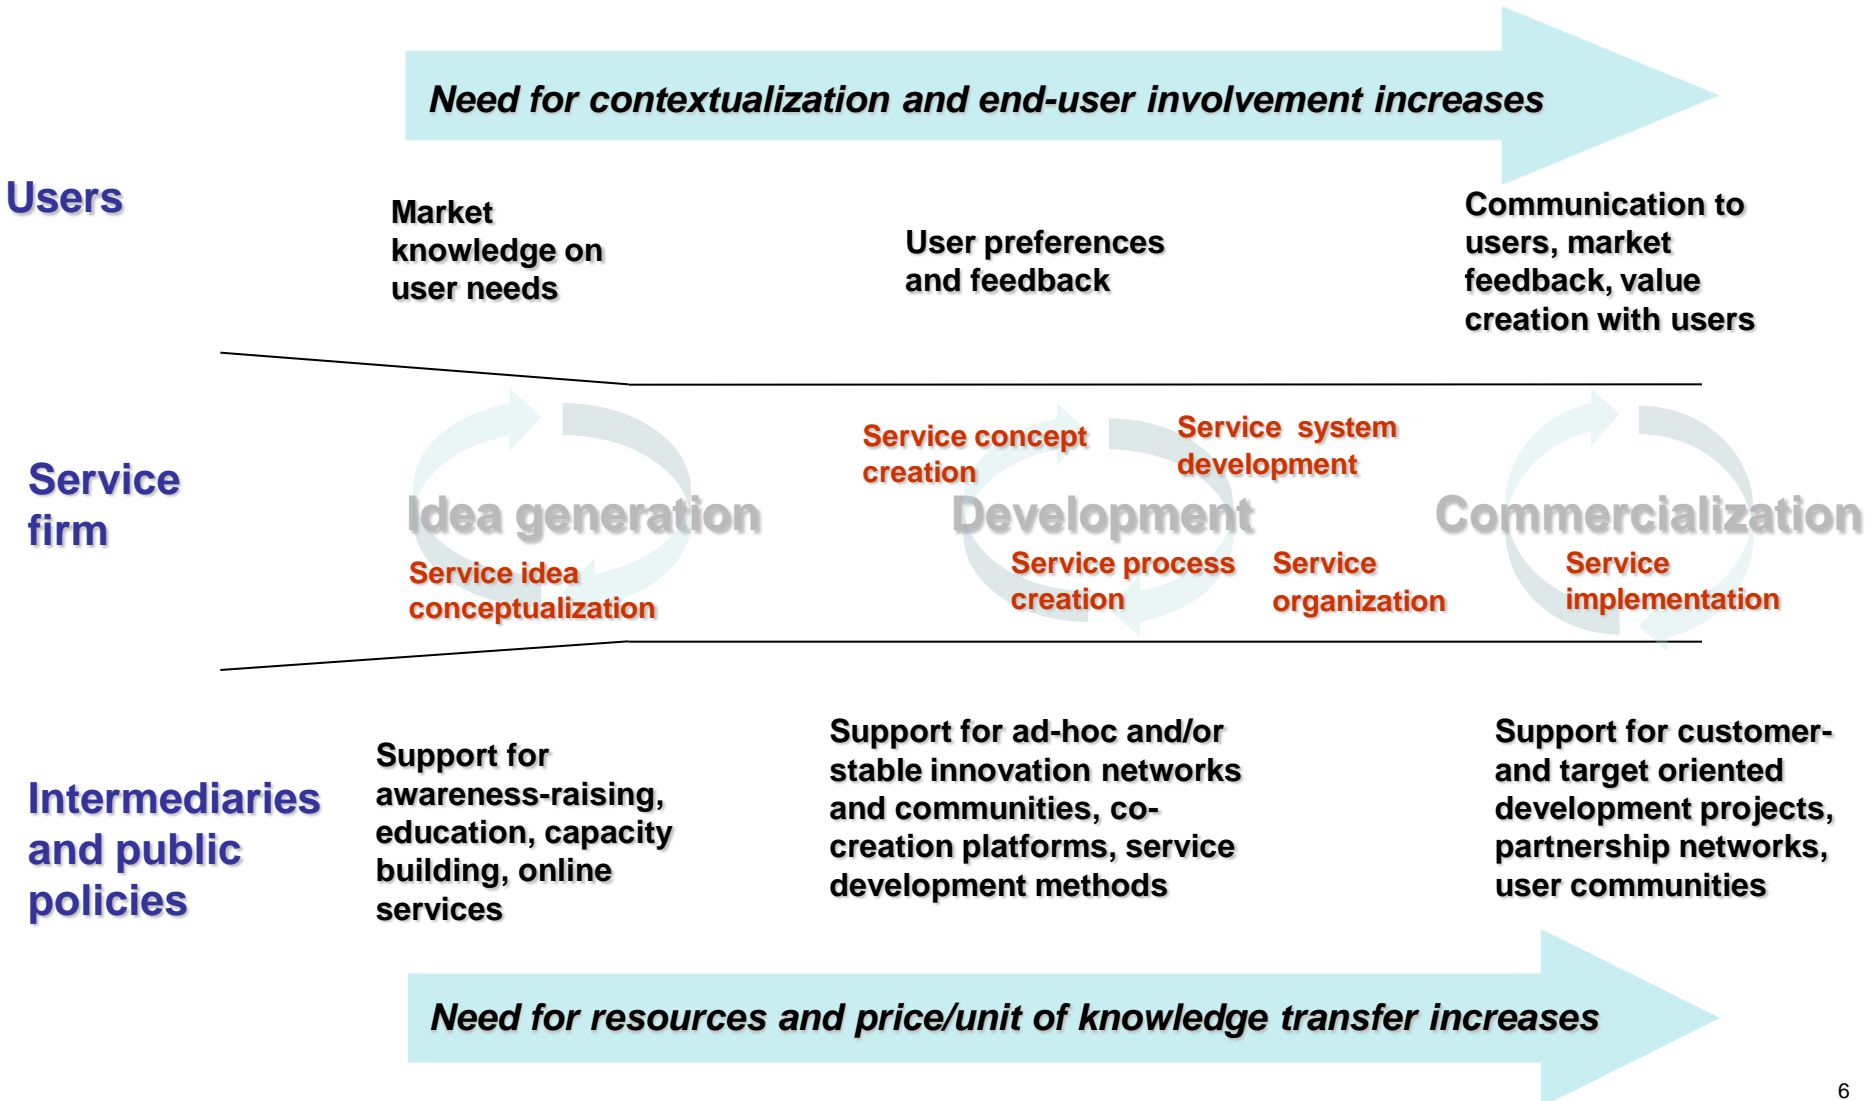 Need for contextualization and end-user involvement increases
Users
Market
knowledge on
user needs
User preferences
and feedback
Communication to
users, market
feedback, value
creation with users
Service
firm
Idea generation
Service idea
conceptualization
Service concept
creation
Service system
development
Development
Service process
creation
Service
organization
Commercialization
Service
implementation
Intermediaries
and public
policies
Support for
awareness-raising,
education, capacity
building, online
services
Support for ad-hoc and/or
stable innovation networks
and communities, co-
creation platforms, service
development methods
Support for customer-
and target oriented
development projects,
partnership networks,
user communities
Need for resources and price/unit of knowledge transfer increases
6